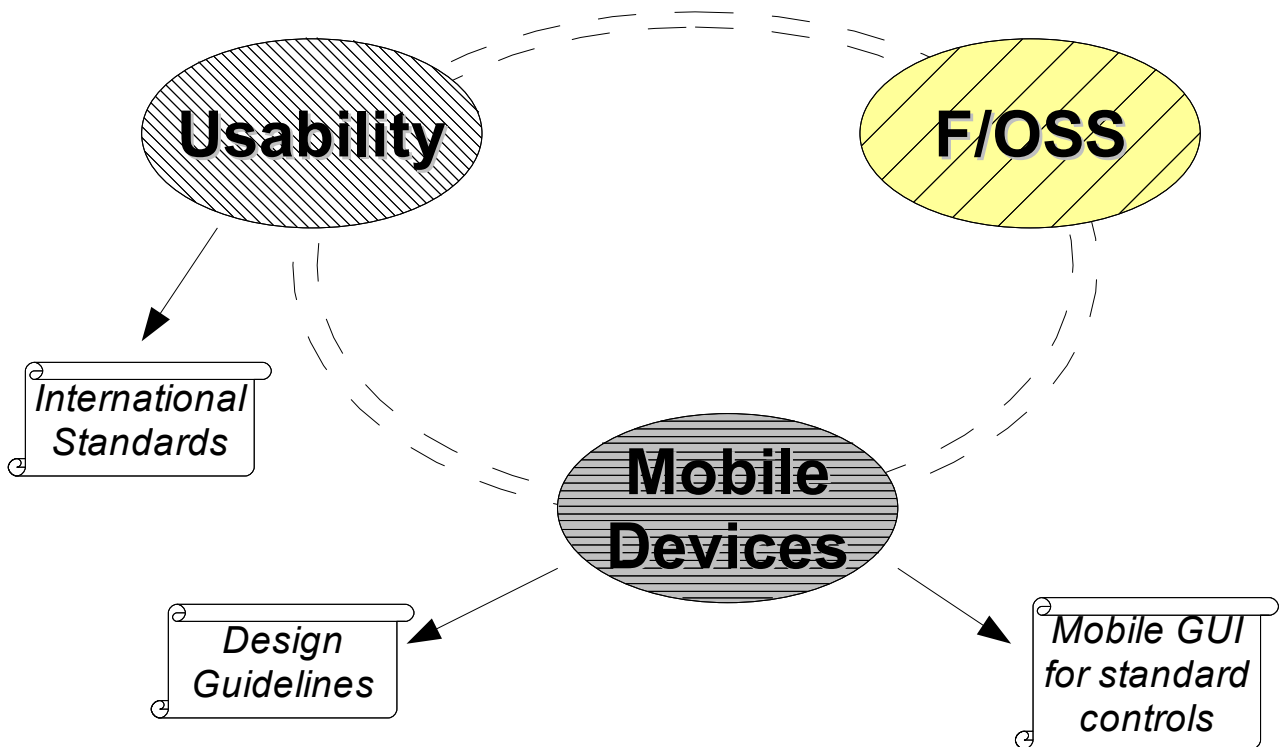 Usability
F/OSS
International
Standards
Mobile
Devices
Design
Guidelines
Mobile GUI
for standard
controls